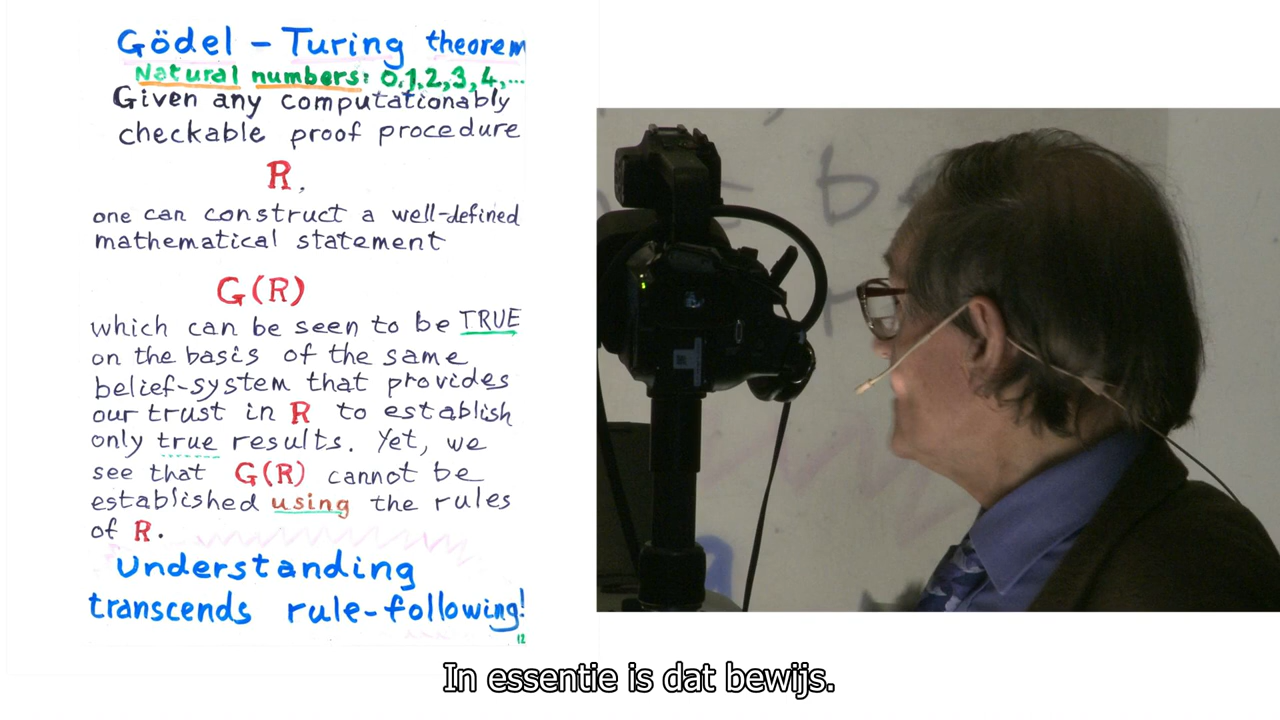 Gödel – Turing theorem
Natural numbers: 0,1,2,3,4,...
Given any computationably
checkable proof procedure
R,
one can construct a well-defined
mathematical statement
G(R)
which can be seen to be TRUE
on the basis of the same
belief-system that provides
our trust in R to establish
only true results. Yet, we
see that G(R) cannot be
established using the rules
of R.
Understanding
transcends rule-following!
12
In essentie is dat bewijs.